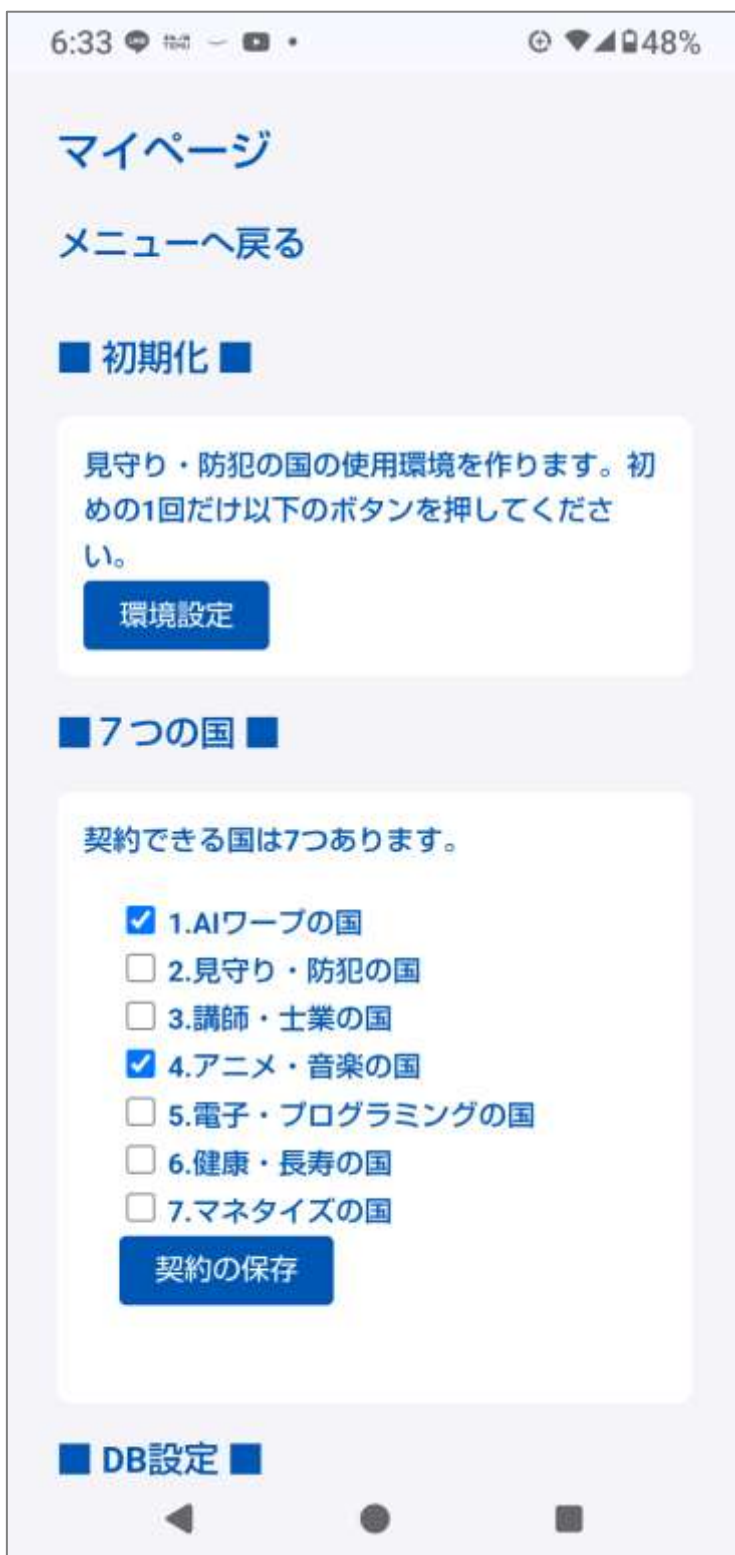 6:33
48%
マイページ
メニューへ戻る
■ 初期化 ■
見守り・防犯の国の使用環境を作ります。初
めの1回だけ以下のボタンを押してくださ
い。
環境設定
■７つの国 ■
契約できる国は7つあります。
1.AIワープの国
2.見守り・防犯の国
3.講師・士業の国
4.アニメ・音楽の国
5.電子・プログラミングの国
6.健康・長寿の国
7.マネタイズの国
契約の保存
■ DB設定 ■